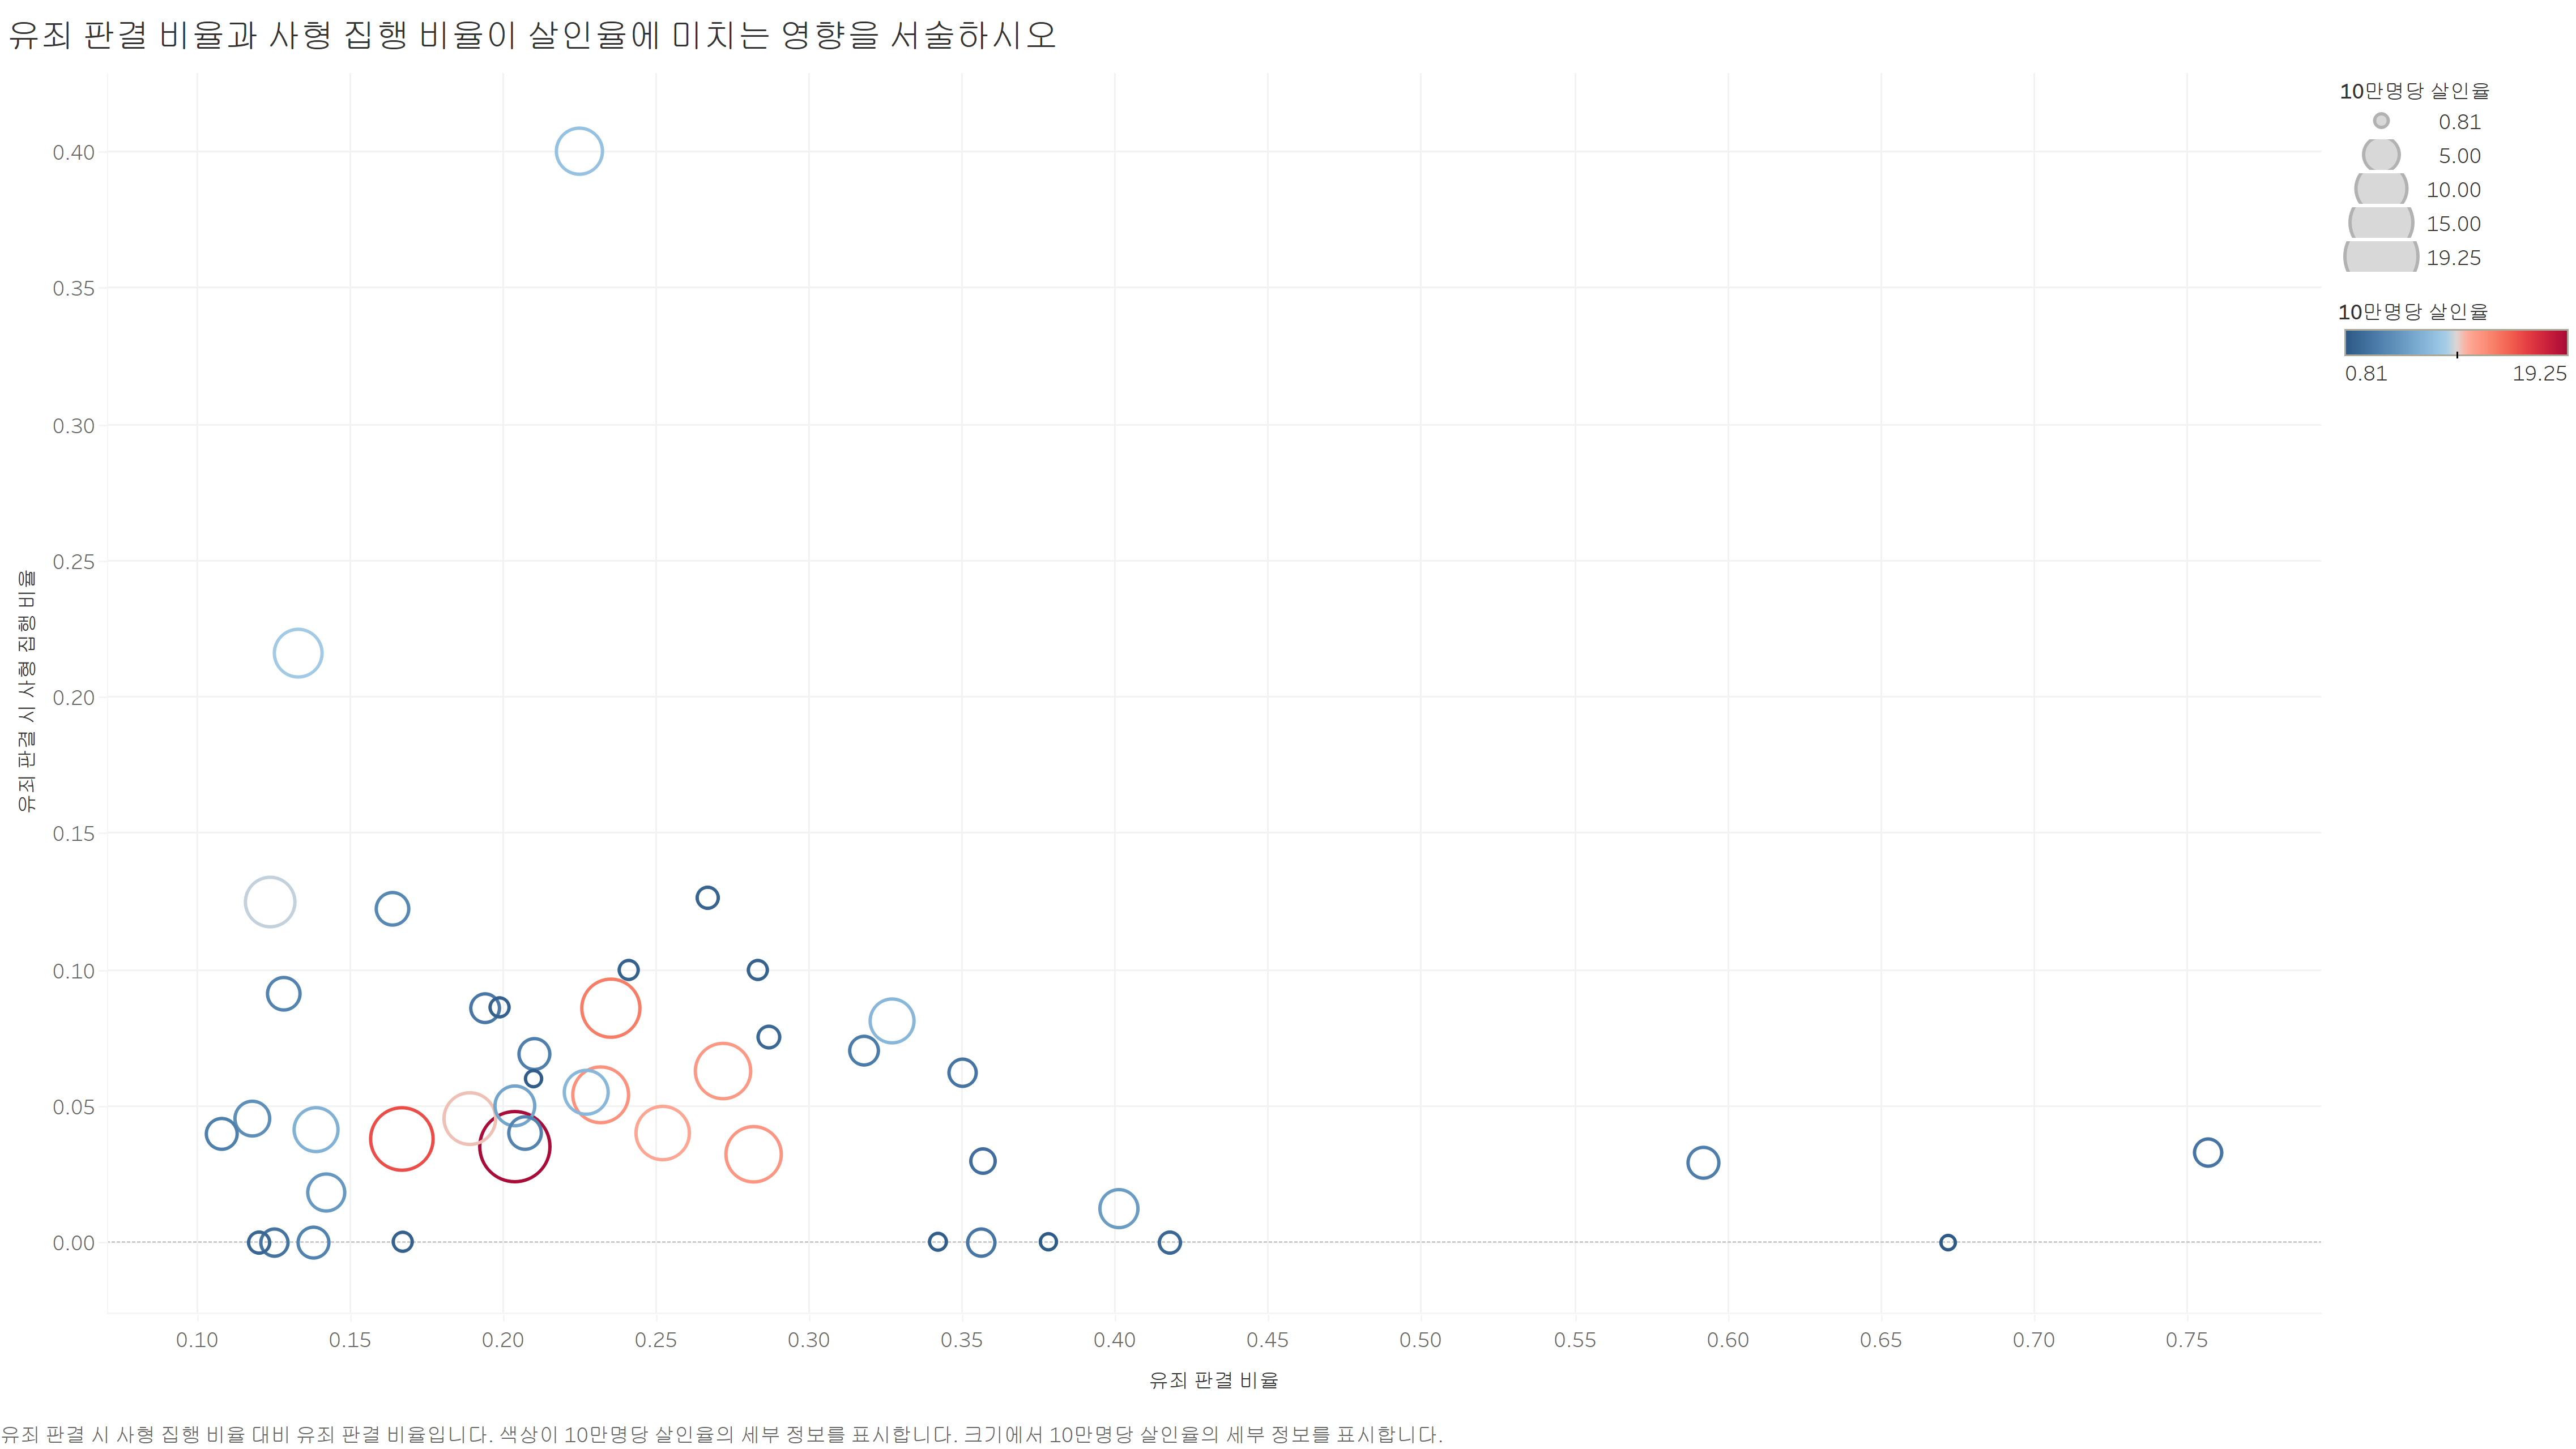 유죄 판결 비율과 사형 집행 비율이 살인율에 미치는 영향을 서술하시오
10만명당 살인율
0.81
5.00
10.00
15.00
19.25
10만명당 살인율
0.81 19.25
유죄 판결 시 사형 집행 비율
0.40
0.35
0.30
0.25
0.20
0.15
0.10
0.05
0.00
0.10 0.15 0.20 0.25 0.30 0.35 0.40 0.45 0.50 0.55 0.60 0.65 0.70 0.75
유죄 판결 비율
유죄 판결 시 사형 집행 비율 대비 유죄 판결 비율입니다. 색상이 10만명당 살인율의 세부 정보를 표시합니다. 크기에서 10만명당 살인율의 세부 정보를 표시합니다.